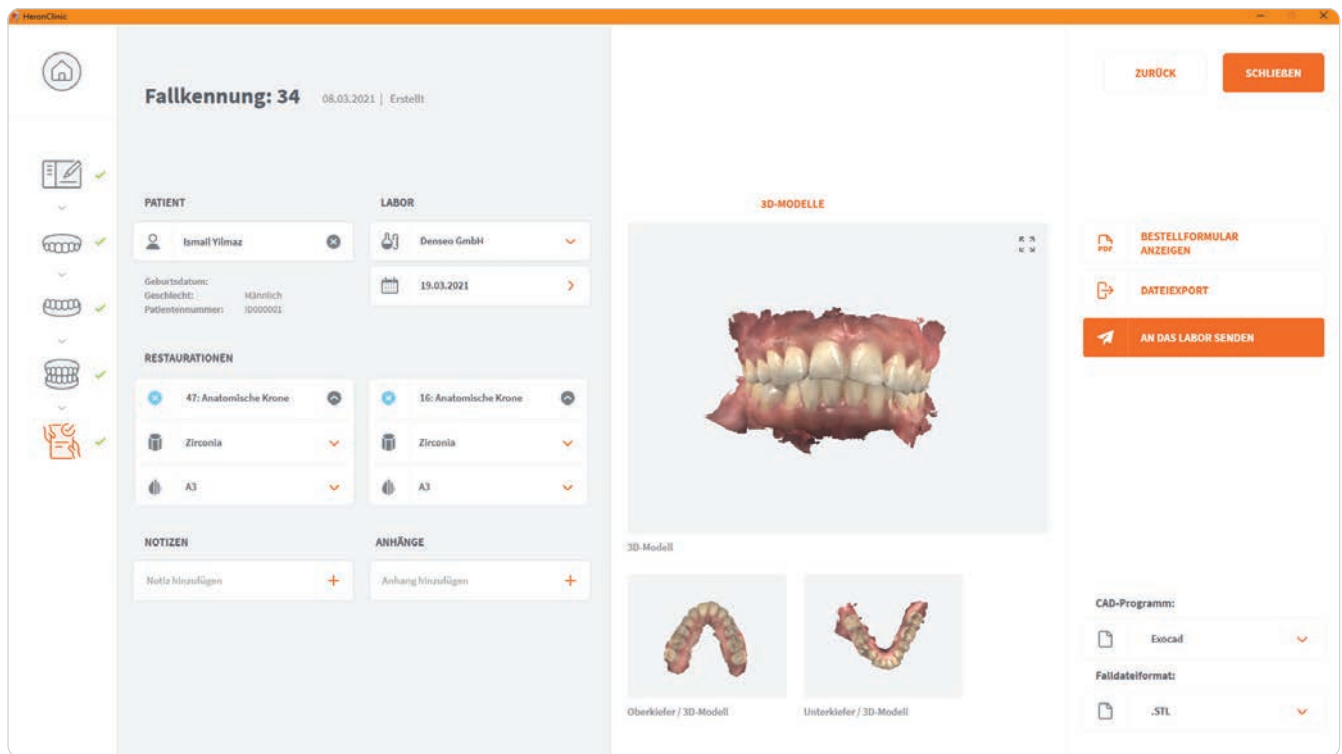 HeronClinic
ZURÜCK
SCHLIEßEN
Fallkennung: 34 08.03.2021 | Erstellt
PATIENT
LABOR
3D-MODELLE
Ismail Yilmaz
Denseo GmbH
Geburtsdatum:
Geschlecht: Männlich
Patientennummer: ID000001
19.03.2021
RESTAURATIONEN
47: Anatomische Krone
16: Anatomische Krone
Zirconia
Zirconia
A3
A3
NOTIZEN
ANHÄNGE
Notiz hinzufügen
Anhang hinzufügen
3D-Modell
Oberkiefer / 3D-Modell
Unterkiefer / 3D-Modell
PDF
BESTELLFORMULAR
ANZEIGEN
DATEIEXPORT
AN DAS LABOR SENDEN
CAD-Programm:
Exocad
Falldateiformat:
.STL